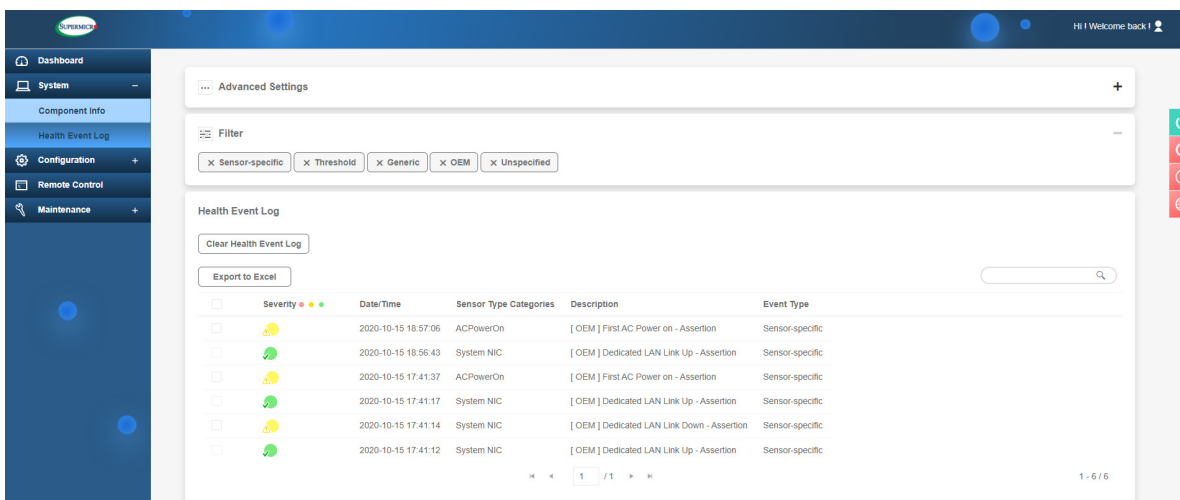 SUPERMICR
Hi ! Welcome back !
Dashboard
System −
Component Info
Health Event Log
Configuration +
Remote Control
Maintenance +
... Advanced Settings +
Filter −
× Sensor-specific × Threshold × Generic × OEM × Unspecified
Health Event Log
Clear Health Event Log
Export to Excel
Severity Date/Time Sensor Type Categories Description Event Type
2020-10-15 18:57:06 ACPowerOn [ OEM ] First AC Power on - Assertion Sensor-specific
2020-10-15 18:56:43 System NIC [ OEM ] Dedicated LAN Link Up - Assertion Sensor-specific
2020-10-15 17:41:37 ACPowerOn [ OEM ] First AC Power on - Assertion Sensor-specific
2020-10-15 17:41:17 System NIC [ OEM ] Dedicated LAN Link Up - Assertion Sensor-specific
2020-10-15 17:41:14 System NIC [ OEM ] Dedicated LAN Link Down - Assertion Sensor-specific
2020-10-15 17:41:12 System NIC [ OEM ] Dedicated LAN Link Up - Assertion Sensor-specific
1 / 1
1 - 6 / 6